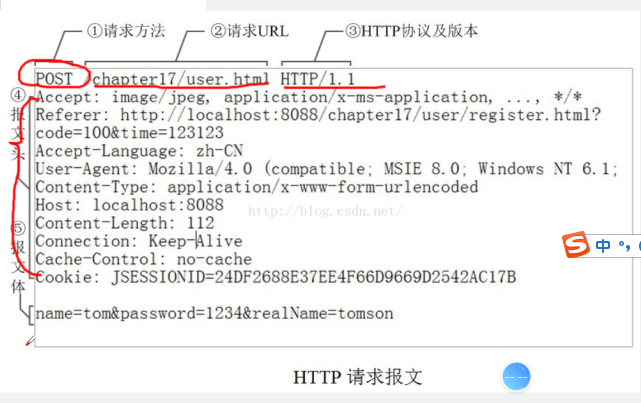 ①请求方法 ②请求URL ③HTTP协议及版本
POST /chapter17/user.html HTTP/1.1
④报文头
Accept: image/jpeg, application/x-ms-application, ..., */*
Referer: http://localhost:8088/chapter17/user/register.html?
code=100&time=123123
Accept-Language: zh-CN
User-Agent: Mozilla/4.0 (compatible; MSIE 8.0; Windows NT 6.1;
Content-Type: application/x-www-form-urlencoded
Host: localhost:8088
http://blog.csdn.net/
Content-Length: 112
Connection: Keep-Alive
Cache-Control: no-cache
Cookie: JSESSIONID=24DF2688E37EE4F66D9669D2542AC17B
⑤报文体
name=tom&password=1234&realName=tomson
HTTP 请求报文
S 中 °,